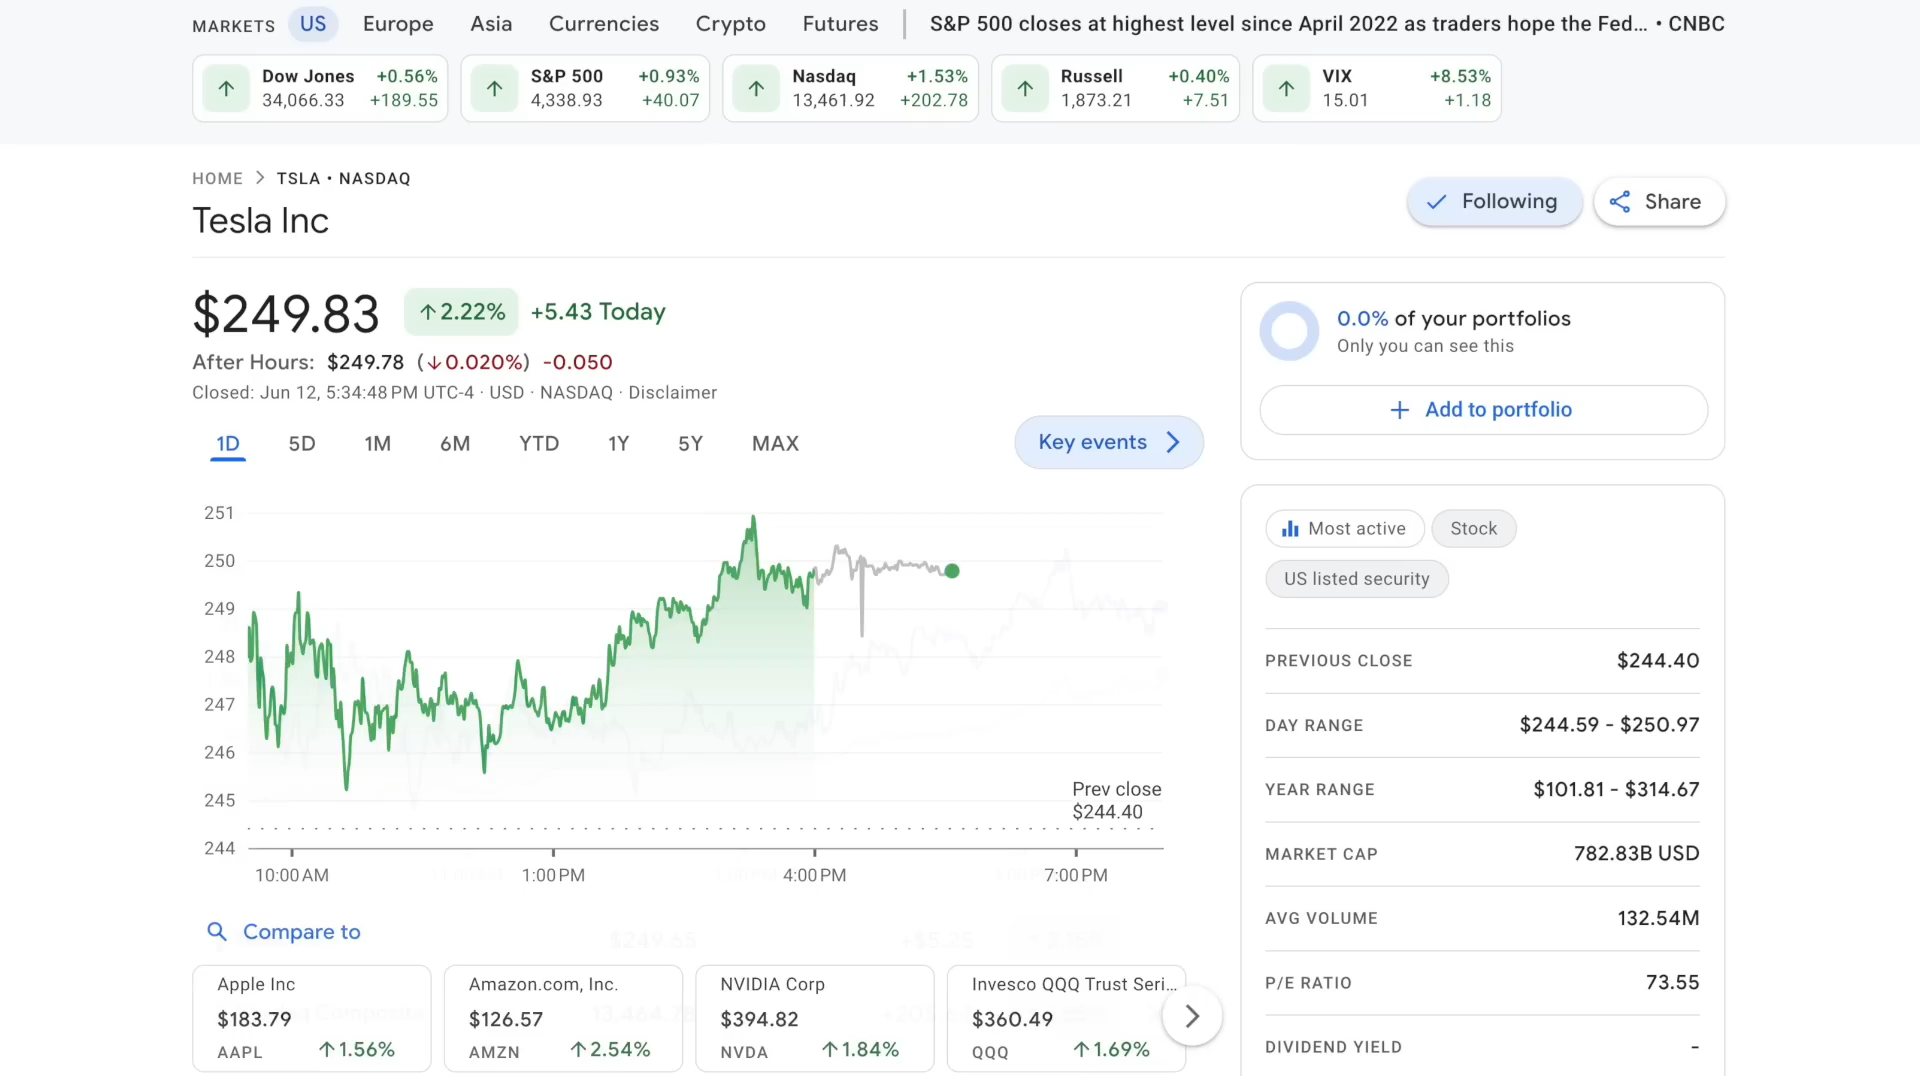 MARKETS US Europe Asia Currencies Crypto Futures S&P 500 closes at highest level since April 2022 as traders hope the Fed... • CNBC
Dow Jones +0.56%
34,066.33 +189.55
S&P 500 +0.93%
4,338.93 +40.07
Nasdaq +1.53%
13,461.92 +202.78
Russell +0.40%
1,873.21 +7.51
VIX +8.53%
15.01 +1.18
HOME > TSLA • NASDAQ
Tesla Inc
Following
Share
$249.83 ↑2.22% +5.43 Today
After Hours: $249.78 (↓0.020%) -0.050
Closed: Jun 12, 5:34:48 PM UTC-4 · USD · NASDAQ · Disclaimer
1D 5D 1M 6M YTD 1Y 5Y MAX
Key events
251
250
249
248
247
246
245
244
Prev close
$244.40
10:00 AM 1:00 PM 4:00 PM 7:00 PM
Compare to
Apple Inc
$183.79
AAPL ↑1.56%
Amazon.com, Inc.
$126.57
AMZN ↑2.54%
NVIDIA Corp
$394.82
NVDA ↑1.84%
Invesco QQQ Trust Seri...
$360.49
QQQ ↑1.69%
0.0% of your portfolios
Only you can see this
+ Add to portfolio
Most active
Stock
US listed security
PREVIOUS CLOSE $244.40
DAY RANGE $244.59 - $250.97
YEAR RANGE $101.81 - $314.67
MARKET CAP 782.83B USD
AVG VOLUME 132.54M
P/E RATIO 73.55
DIVIDEND YIELD -